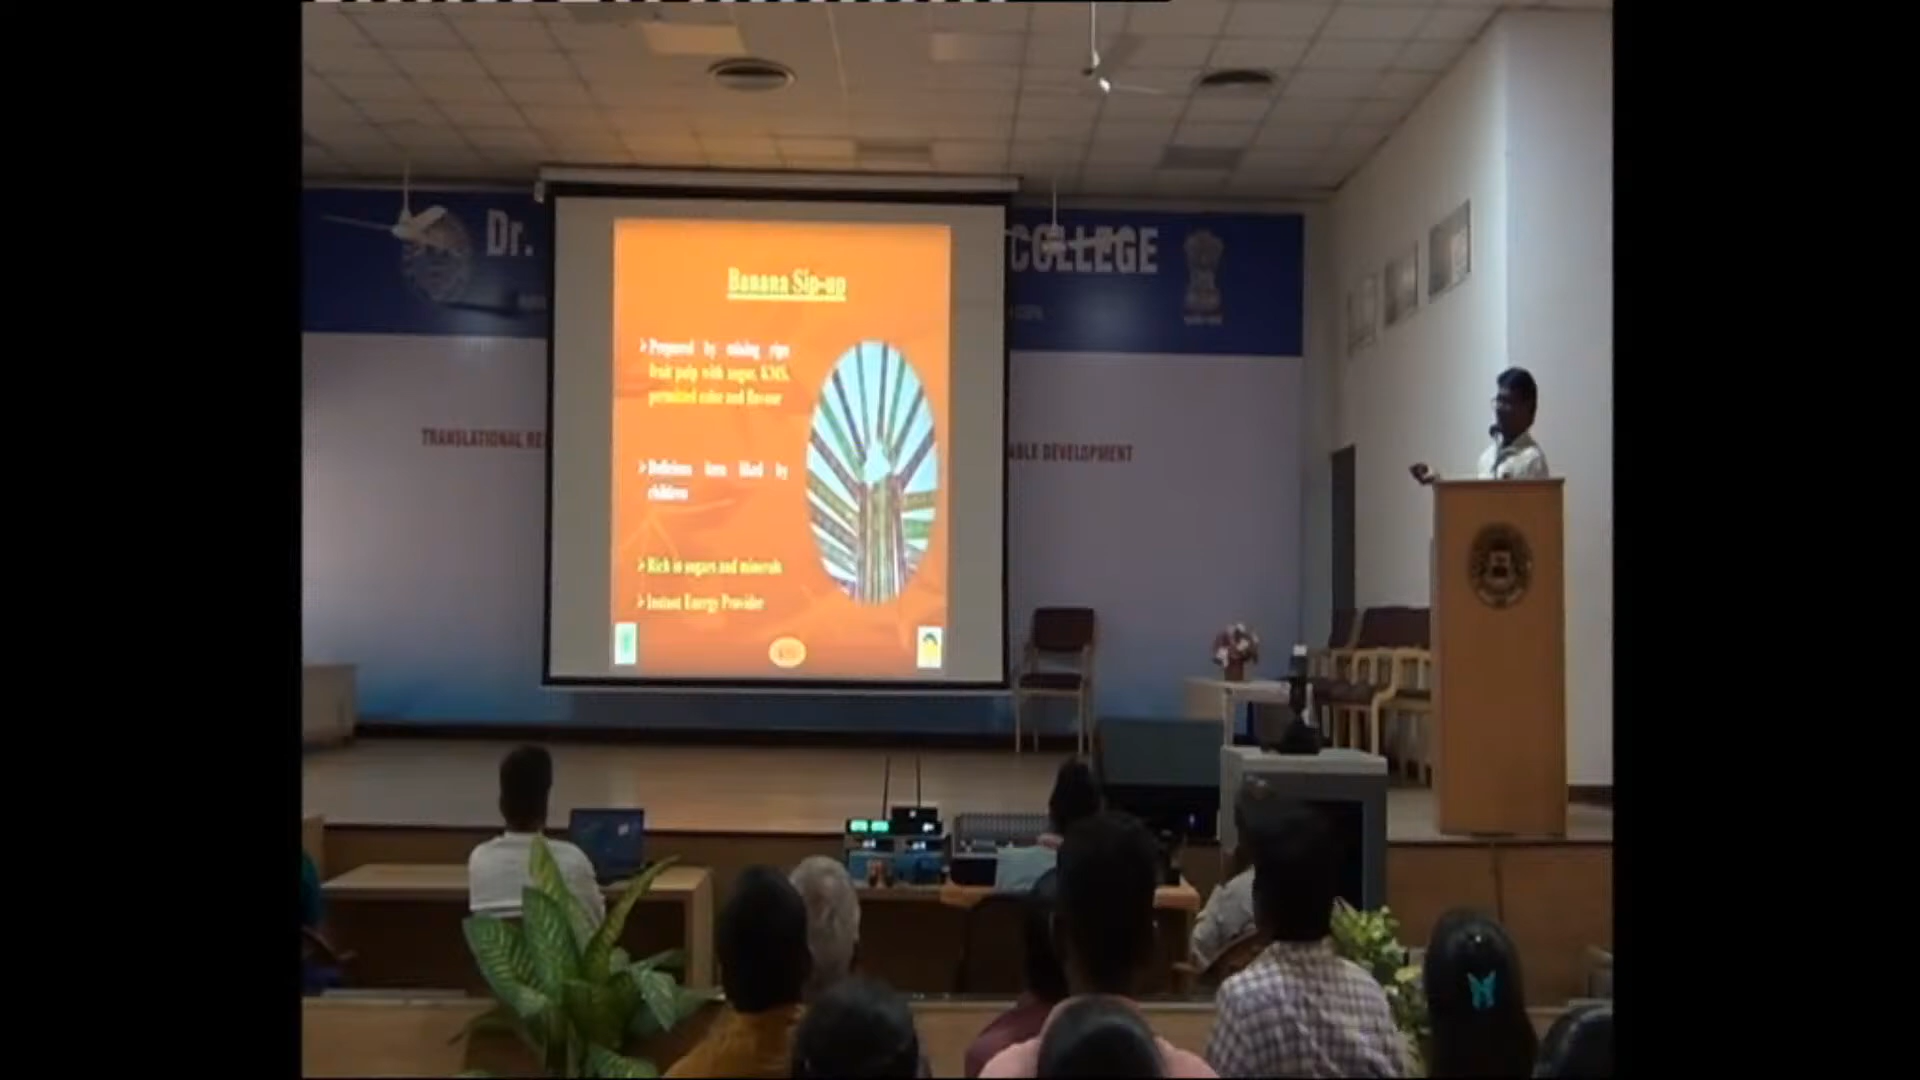 Dr.
COLLEGE
Banana Sip-up
➢Prepared by mixing ripe
fruit pulp with sugar, KMS,
permitted color and flavour
TRANSLATIONAL RE
ABLE DEVELOPMENT
➢Delicious item liked by
children
➢Rich in sugars and minerals
➢Instant Energy Provider